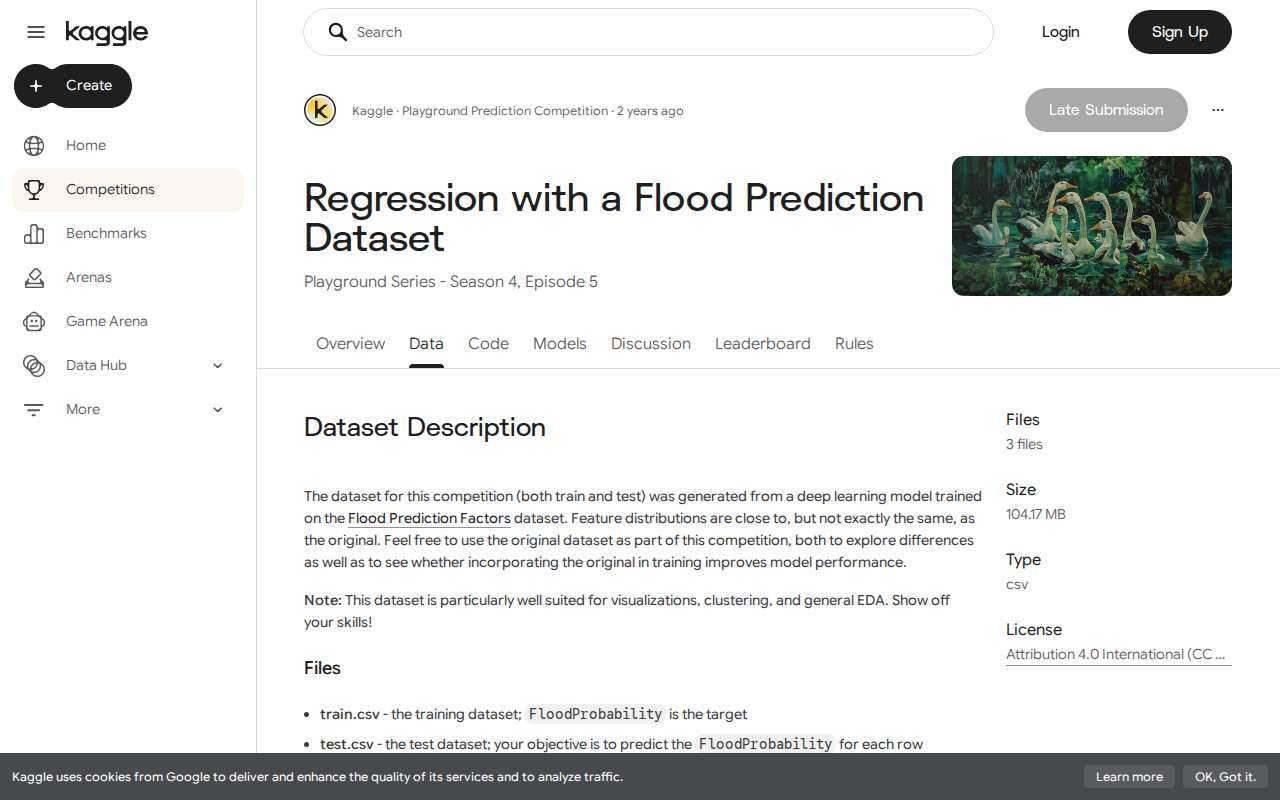 kaggle
Search
Login
Sign Up
Create
Home
Competitions
Benchmarks
Arenas
Game Arena
Data Hub
More
Kaggle · Playground Prediction Competition · 2 years ago
Late Submission
Regression with a Flood Prediction
Dataset
Playground Series - Season 4, Episode 5
Overview Data Code Models Discussion Leaderboard Rules
Dataset Description
The dataset for this competition (both train and test) was generated from a deep learning model trained
on the Flood Prediction Factors dataset. Feature distributions are close to, but not exactly the same, as
the original. Feel free to use the original dataset as part of this competition, both to explore differences
as well as to see whether incorporating the original in training improves model performance.
Note: This dataset is particularly well suited for visualizations, clustering, and general EDA. Show off
your skills!
Files
train.csv - the training dataset; FloodProbability is the target
test.csv - the test dataset; your objective is to predict the FloodProbability for each row
Files
3 files
Size
104.17 MB
Type
csv
License
Attribution 4.0 International (CC ...
Kaggle uses cookies from Google to deliver and enhance the quality of its services and to analyze traffic.
Learn more
OK, Got it.